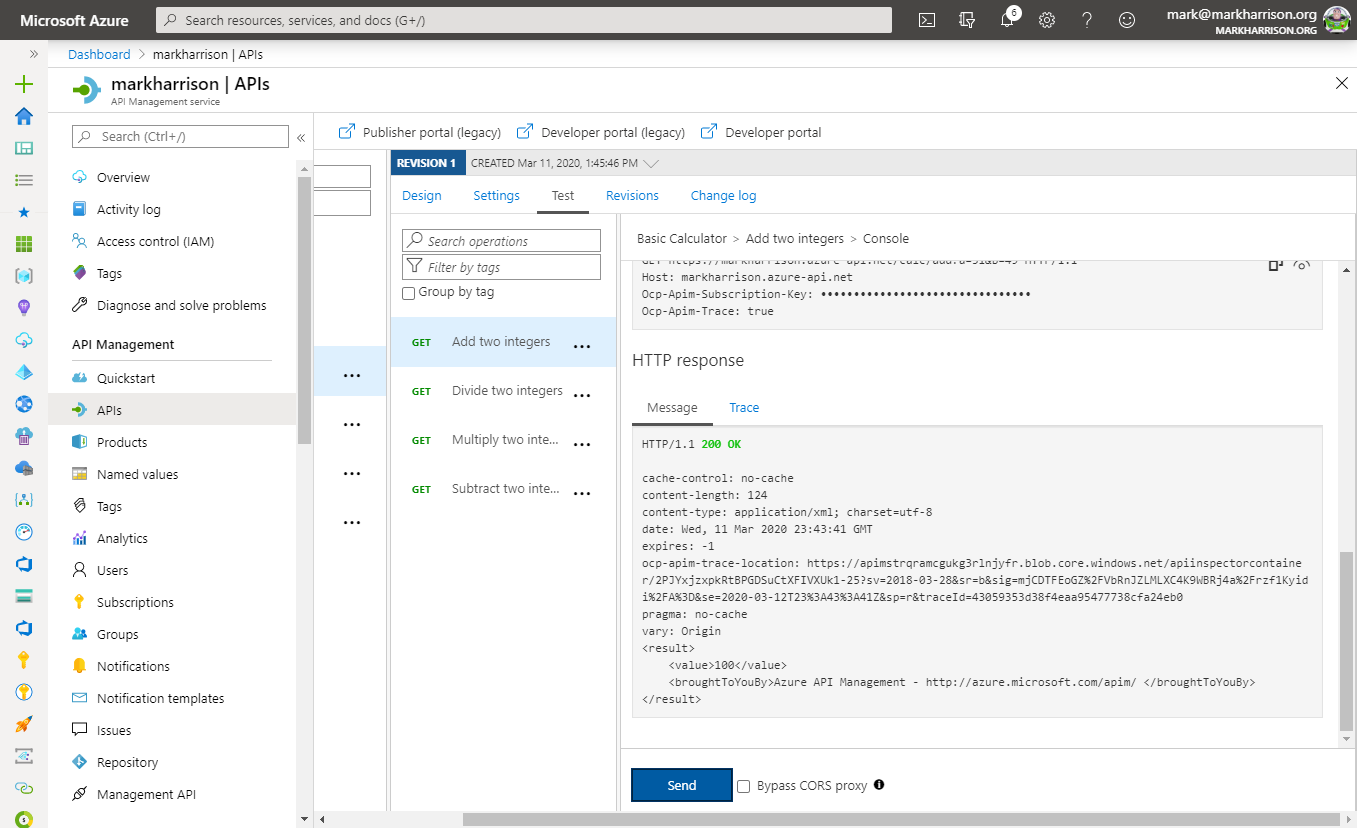 Microsoft Azure
Search resources, services, and docs (G+/)
6
mark@markharrison.org
MARKHARRISON.ORG
Dashboard > markharrison | APIs
markharrison | APIs
API Management service
Search (Ctrl+/)
Overview
Activity log
Access control (IAM)
Tags
Diagnose and solve problems
API Management
Quickstart
APIs
Products
Named values
Tags
Analytics
Users
Subscriptions
Groups
Notifications
Notification templates
Issues
Repository
Management API
Publisher portal (legacy)
Developer portal (legacy)
Developer portal
REVISION 1
CREATED Mar 11, 2020, 1:45:46 PM
Design
Settings
Test
Revisions
Change log
Search operations
Filter by tags
Group by tag
GET Add two integers ...
GET Divide two integers ...
GET Multiply two inte... ...
GET Subtract two inte... ...
Basic Calculator > Add two integers > Console
Host: markharrison.azure-api.net
Ocp-Apim-Subscription-Key: ••••••••••••••••••••••••••••••••
Ocp-Apim-Trace: true
HTTP response
Message
Trace
HTTP/1.1 200 OK
cache-control: no-cache
content-length: 124
content-type: application/xml; charset=utf-8
date: Wed, 11 Mar 2020 23:43:41 GMT
expires: -1
ocp-apim-trace-location: https://apimstrqramcgukg3rlnjyfr.blob.core.windows.net/apiinspectorcontaine
r/2PJYxjzxpkRtBPGDSuCtXFIVXUk1-25?sv=2018-03-28&sr=b&sig=mjCDTFEoGZ%2FVbRnJZLMLXC4K9WBRj4a%2Frzf1Kyid
i%2FA%3D&se=2020-03-12T23%3A43%3A41Z&sp=r&traceId=43059353d38f4eaa95477738cfa24eb0
pragma: no-cache
vary: Origin
<result>
    <value>100</value>
    <broughtToYouBy>Azure API Management - http://azure.microsoft.com/apim/ </broughtToYouBy>
</result>
Send
Bypass CORS proxy